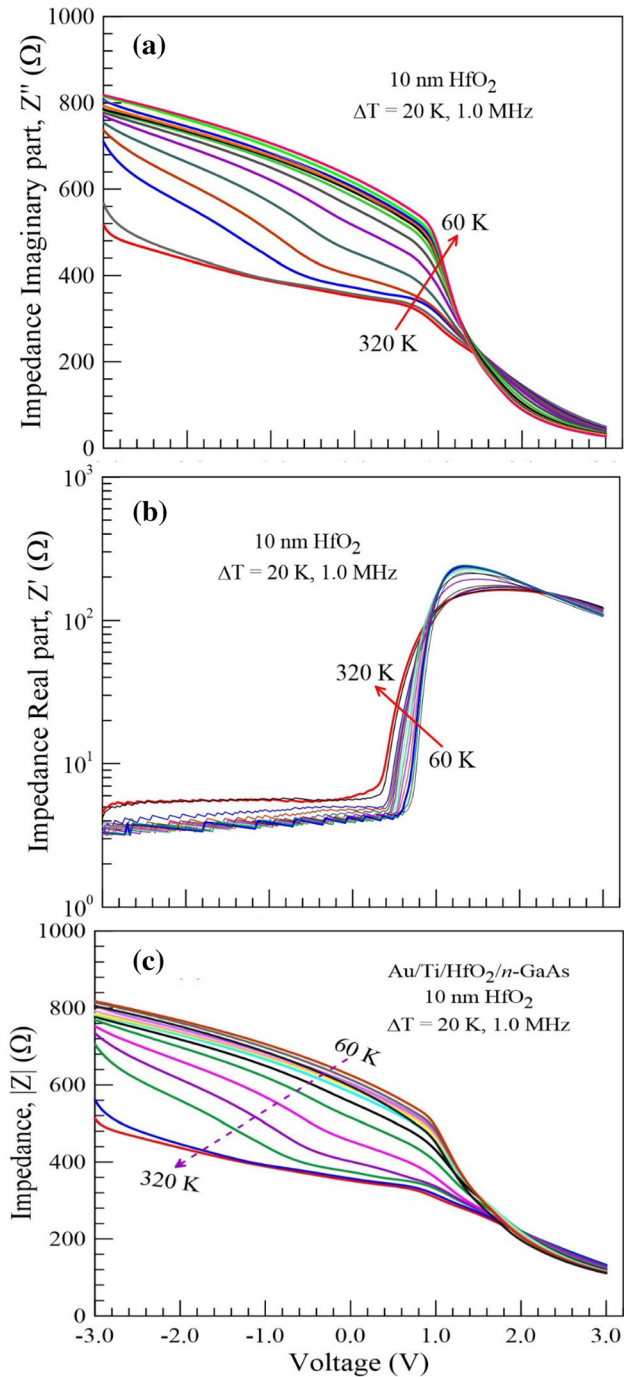 (a)
1000
800
600
400
200
0
Impedance Imaginary part, Z" (Ω)
10 nm HfO₂
ΔT = 20 K, 1.0 MHz
60 K
320 K
(b)
10³
10²
10¹
10⁰
Impedance Real part, Z' (Ω)
10 nm HfO₂
ΔT = 20 K, 1.0 MHz
320 K
60 K
(c)
1000
800
600
400
200
0
Impedance, |Z| (Ω)
Au/Ti/HfO₂/n-GaAs
10 nm HfO₂
ΔT = 20 K, 1.0 MHz
60 K
320 K
-3.0 -2.0 -1.0 0.0 1.0 2.0 3.0
Voltage (V)